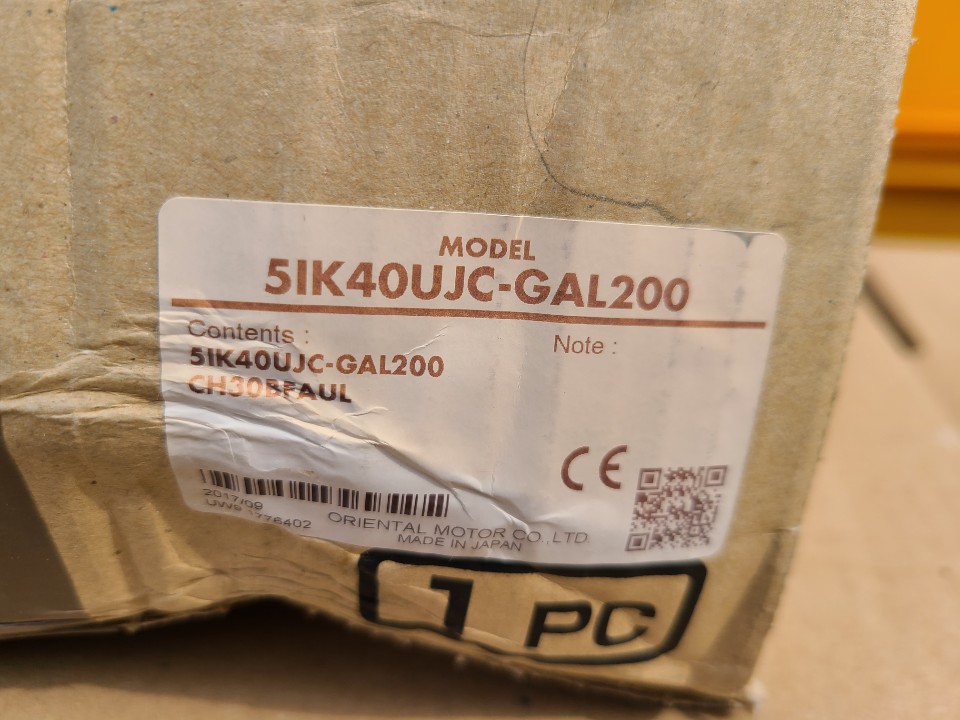 MODEL
5IK40UJC-GAL200
Contents :
Note :
5IK40UJC-GAL200
CH30BFAUL
CE
2017/09
ORIENTAL MOTOR CO.,LTD.
MADE IN JAPAN
1 PC